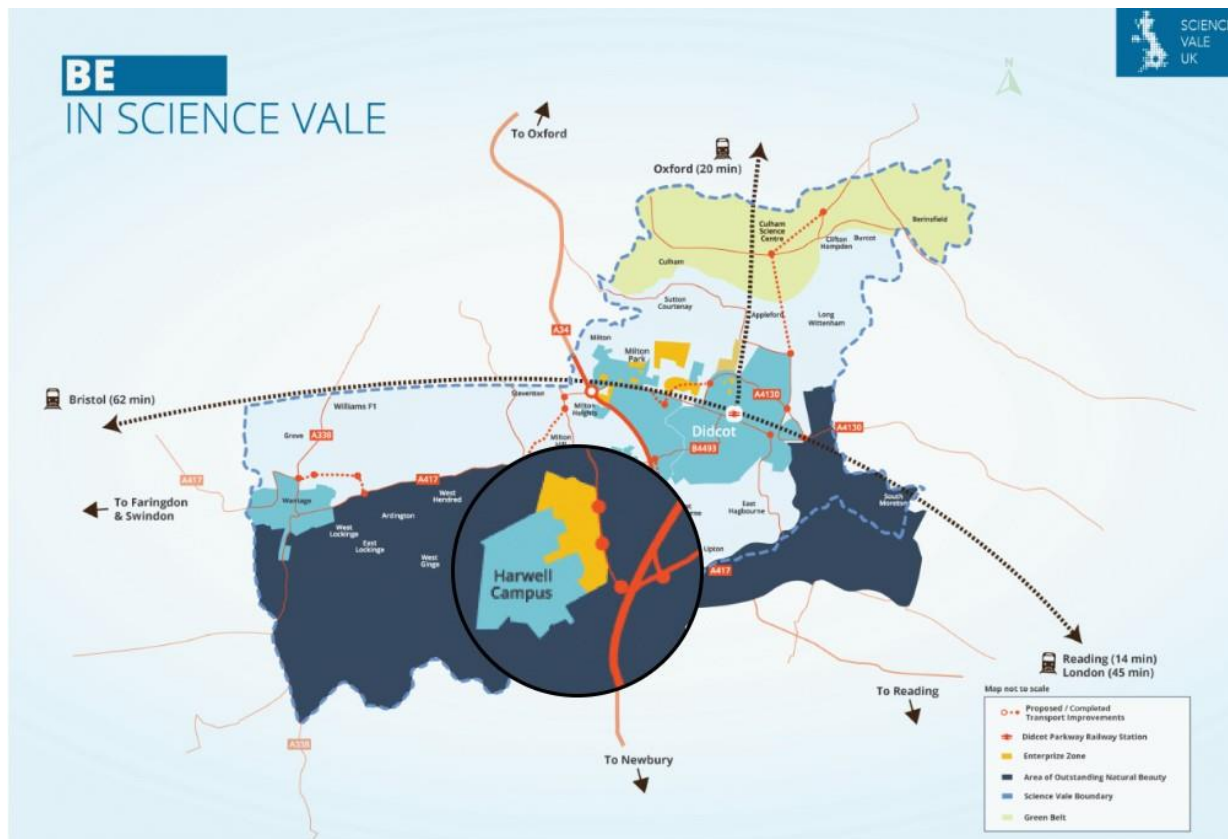 BE
IN SCIENCE VALE
SCIENCE
VALE
UK
N
To Oxford
Oxford (20 min)
Culham
Science
Centre
Clifton
Hampden
Burcot
Berinsfield
Culham
Sutton
Courtenay
Appleford
Long
Wittenham
A34
Milton
Milton
Park
Bristol (62 min)
Williams F1
Steventon
Milton
Heights
A4130
Didcot
A4130
Grove
A338
Milton
B4493
A417
A417
Wantage
West
Hendred
Ardington
To Faringdon
& Swindon
West
Lockinge
East
Lockinge
West
Ginge
East
Hagbourne
South
Moreton
Upton
A417
Harwell
Campus
A338
Reading (14 min)
London (45 min)
To Reading
To Newbury
Map not to scale
Proposed / Completed
Transport Improvements
Didcot Parkway Railway Station
Enterprize Zone
Area of Outstanding Natural Beauty
Science Vale Boundary
Green Belt